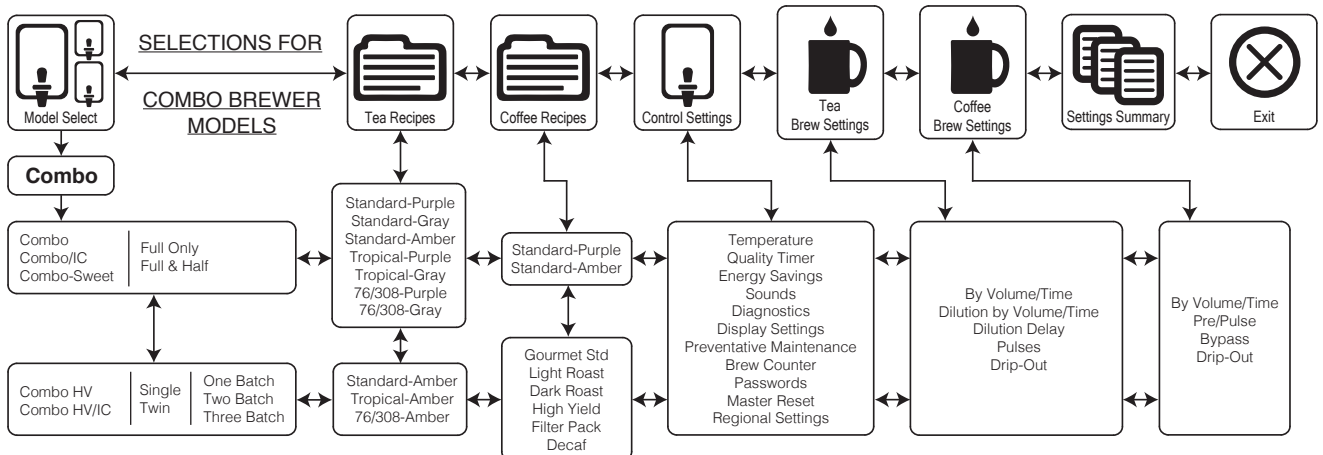 SELECTIONS FOR
COMBO BREWER
MODELS
Model Select
Tea Recipes
Coffee Recipes
Control Settings
Tea
Brew Settings
Coffee
Brew Settings
Settings Summary
Exit
Combo
Combo
Combo/IC
Combo-Sweet
Full Only
Full & Half
Standard-Purple
Standard-Gray
Standard-Amber
Tropical-Purple
Tropical-Gray
76/308-Purple
76/308-Gray
Standard-Purple
Standard-Amber
Temperature
Quality Timer
Energy Savings
Sounds
Diagnostics
Display Settings
Preventative Maintenance
Brew Counter
Passwords
Master Reset
Regional Settings
By Volume/Time
Dilution by Volume/Time
Dilution Delay
Pulses
Drip-Out
By Volume/Time
Pre/Pulse
Bypass
Drip-Out
Combo HV
Combo HV/IC
Single
Twin
One Batch
Two Batch
Three Batch
Standard-Amber
Tropical-Amber
76/308-Amber
Gourmet Std
Light Roast
Dark Roast
High Yield
Filter Pack
Decaf